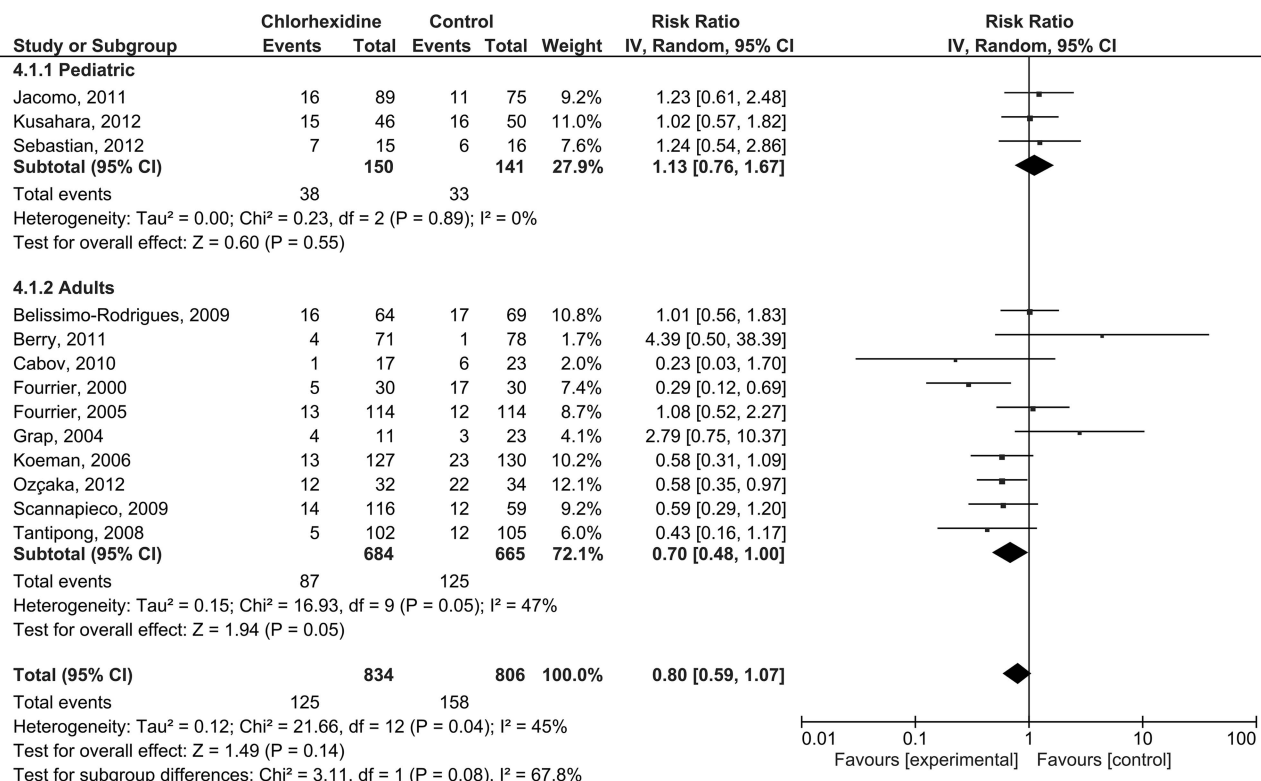 Chlorhexidine Control Risk Ratio Risk Ratio
Study or Subgroup Events Total Events Total Weight IV, Random, 95% CI IV, Random, 95% CI
4.1.1 Pediatric
Jacomo, 2011 16 89 11 75 9.2% 1.23 [0.61, 2.48]
Kusahara, 2012 15 46 16 50 11.0% 1.02 [0.57, 1.82]
Sebastian, 2012 7 15 6 16 7.6% 1.24 [0.54, 2.86]
Subtotal (95% CI) 150 141 27.9% 1.13 [0.76, 1.67]
Total events 38 33
Heterogeneity: Tau² = 0.00; Chi² = 0.23, df = 2 (P = 0.89); I² = 0%
Test for overall effect: Z = 0.60 (P = 0.55)
4.1.2 Adults
Belissimo-Rodrigues, 2009 16 64 17 69 10.8% 1.01 [0.56, 1.83]
Berry, 2011 4 71 1 78 1.7% 4.39 [0.50, 38.39]
Cabov, 2010 1 17 6 23 2.0% 0.23 [0.03, 1.70]
Fourrier, 2000 5 30 17 30 7.4% 0.29 [0.12, 0.69]
Fourrier, 2005 13 114 12 114 8.7% 1.08 [0.52, 2.27]
Grap, 2004 4 11 3 23 4.1% 2.79 [0.75, 10.37]
Koeman, 2006 13 127 23 130 10.2% 0.58 [0.31, 1.09]
Ozçaka, 2012 12 32 22 34 12.1% 0.58 [0.35, 0.97]
Scannapieco, 2009 14 116 12 59 9.2% 0.59 [0.29, 1.20]
Tantipong, 2008 5 102 12 105 6.0% 0.43 [0.16, 1.17]
Subtotal (95% CI) 684 665 72.1% 0.70 [0.48, 1.00]
Total events 87 125
Heterogeneity: Tau² = 0.15; Chi² = 16.93, df = 9 (P = 0.05); I² = 47%
Test for overall effect: Z = 1.94 (P = 0.05)
Total (95% CI) 834 806 100.0% 0.80 [0.59, 1.07]
Total events 125 158
Heterogeneity: Tau² = 0.12; Chi² = 21.66, df = 12 (P = 0.04); I² = 45%
Test for overall effect: Z = 1.49 (P = 0.14)
Test for subgroup differences: Chi² = 3.11, df = 1 (P = 0.08), I² = 67.8%
0.01 0.1 1 10 100
Favours [experimental] Favours [control]